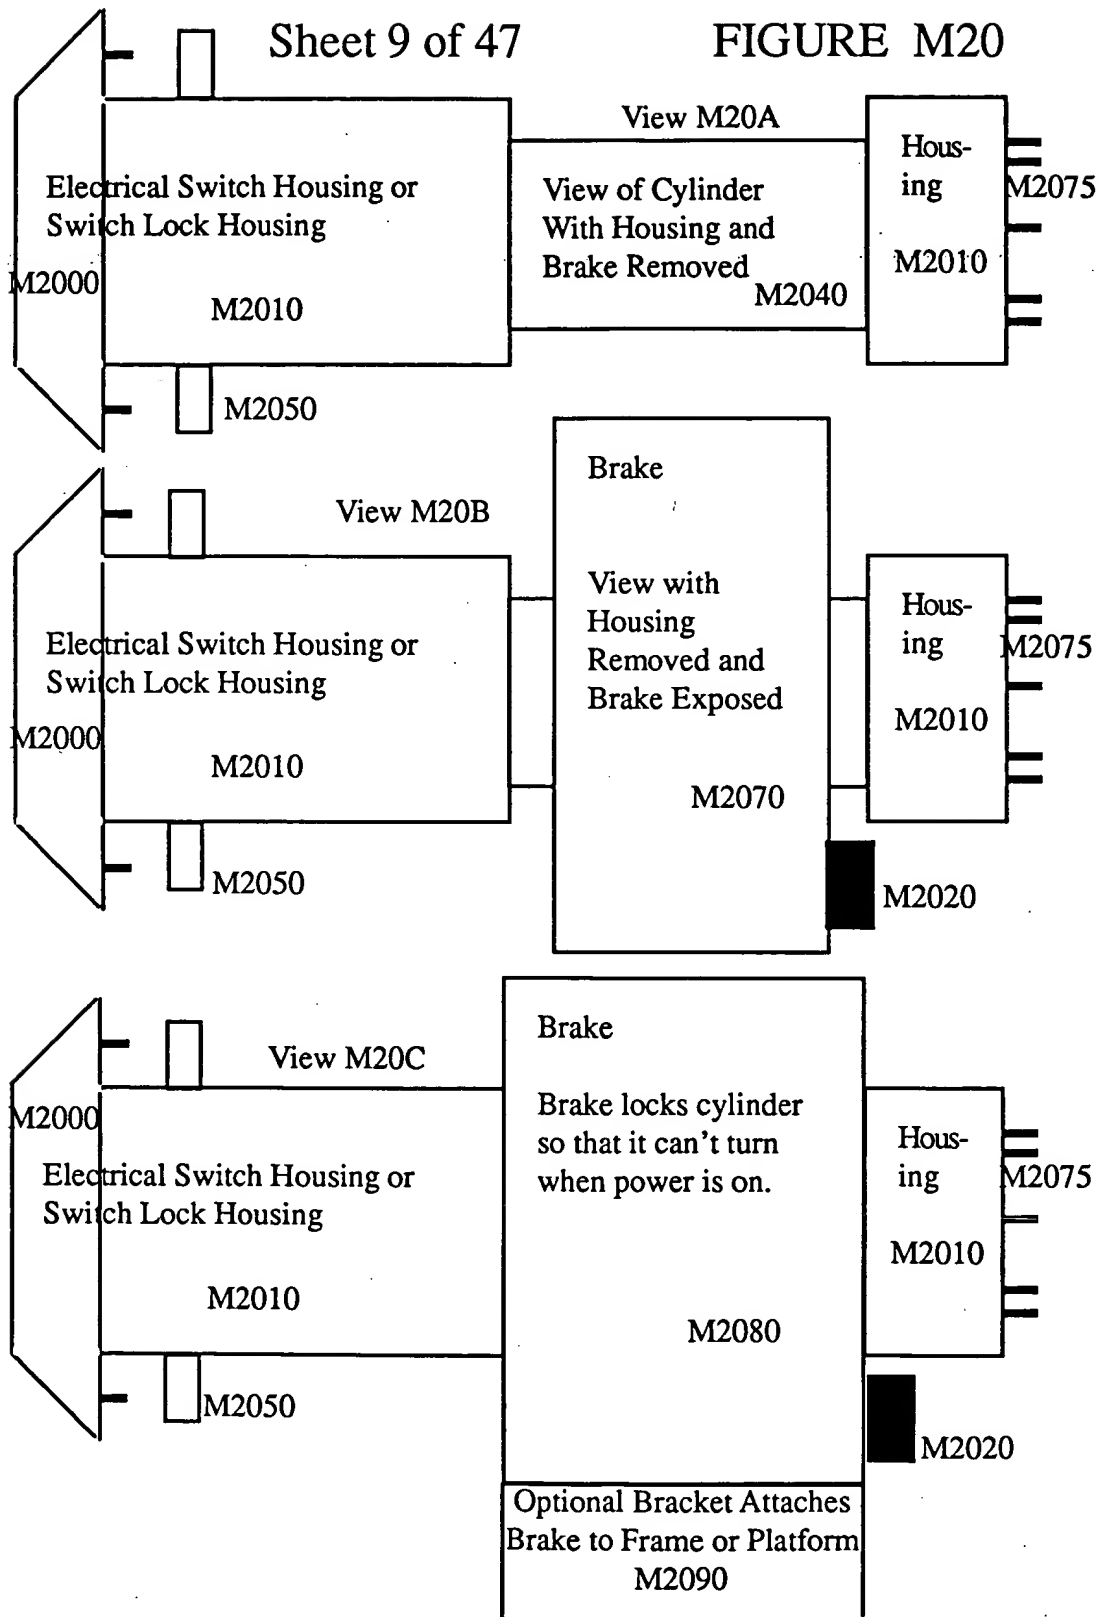 Sheet 9 of 47
FIGURE M20
View M20A
Electrical Switch Housing or
Switch Lock Housing
M2000
M2010
View of Cylinder
With Housing and
Brake Removed
M2040
Hous-
ing
M2010
M2075
M2050
View M20B
Electrical Switch Housing or
Switch Lock Housing
M2000
M2010
Brake
View with
Housing
Removed and
Brake Exposed
M2070
Hous-
ing
M2010
M2075
M2050
M2020
View M20C
M2000
Electrical Switch Housing or
Switch Lock Housing
M2010
Brake
Brake locks cylinder
so that it can't turn
when power is on.
M2080
Hous-
ing
M2010
M2075
M2050
M2020
Optional Bracket Attaches
Brake to Frame or Platform
M2090